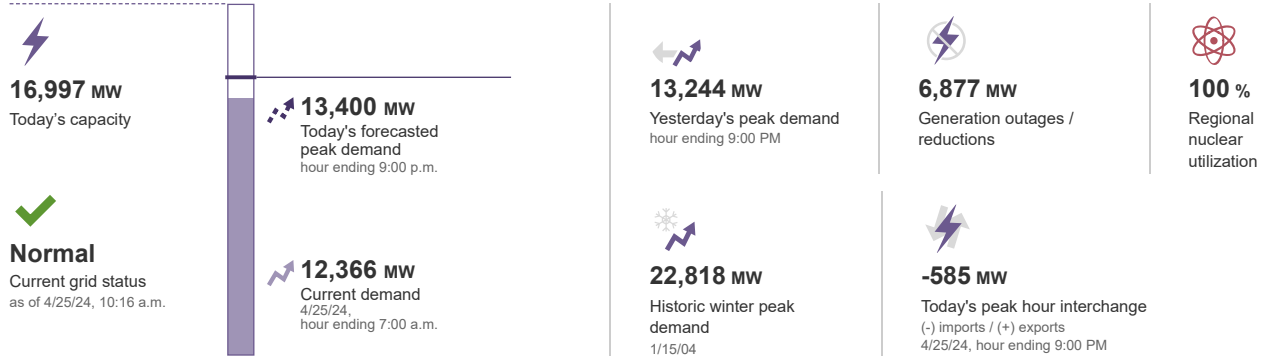 16,997 MW
Today's capacity
Normal
Current grid status
as of 4/25/24, 10:16 a.m.
13,400 MW
Today's forecasted
peak demand
hour ending 9:00 p.m.
12,366 MW
Current demand
4/25/24,
hour ending 7:00 a.m.
13,244 MW
Yesterday's peak demand
hour ending 9:00 PM
6,877 MW
Generation outages /
reductions
100 %
Regional
nuclear
utilization
22,818 MW
Historic winter peak
demand
1/15/04
-585 MW
Today's peak hour interchange
(-) imports / (+) exports
4/25/24, hour ending 9:00 PM